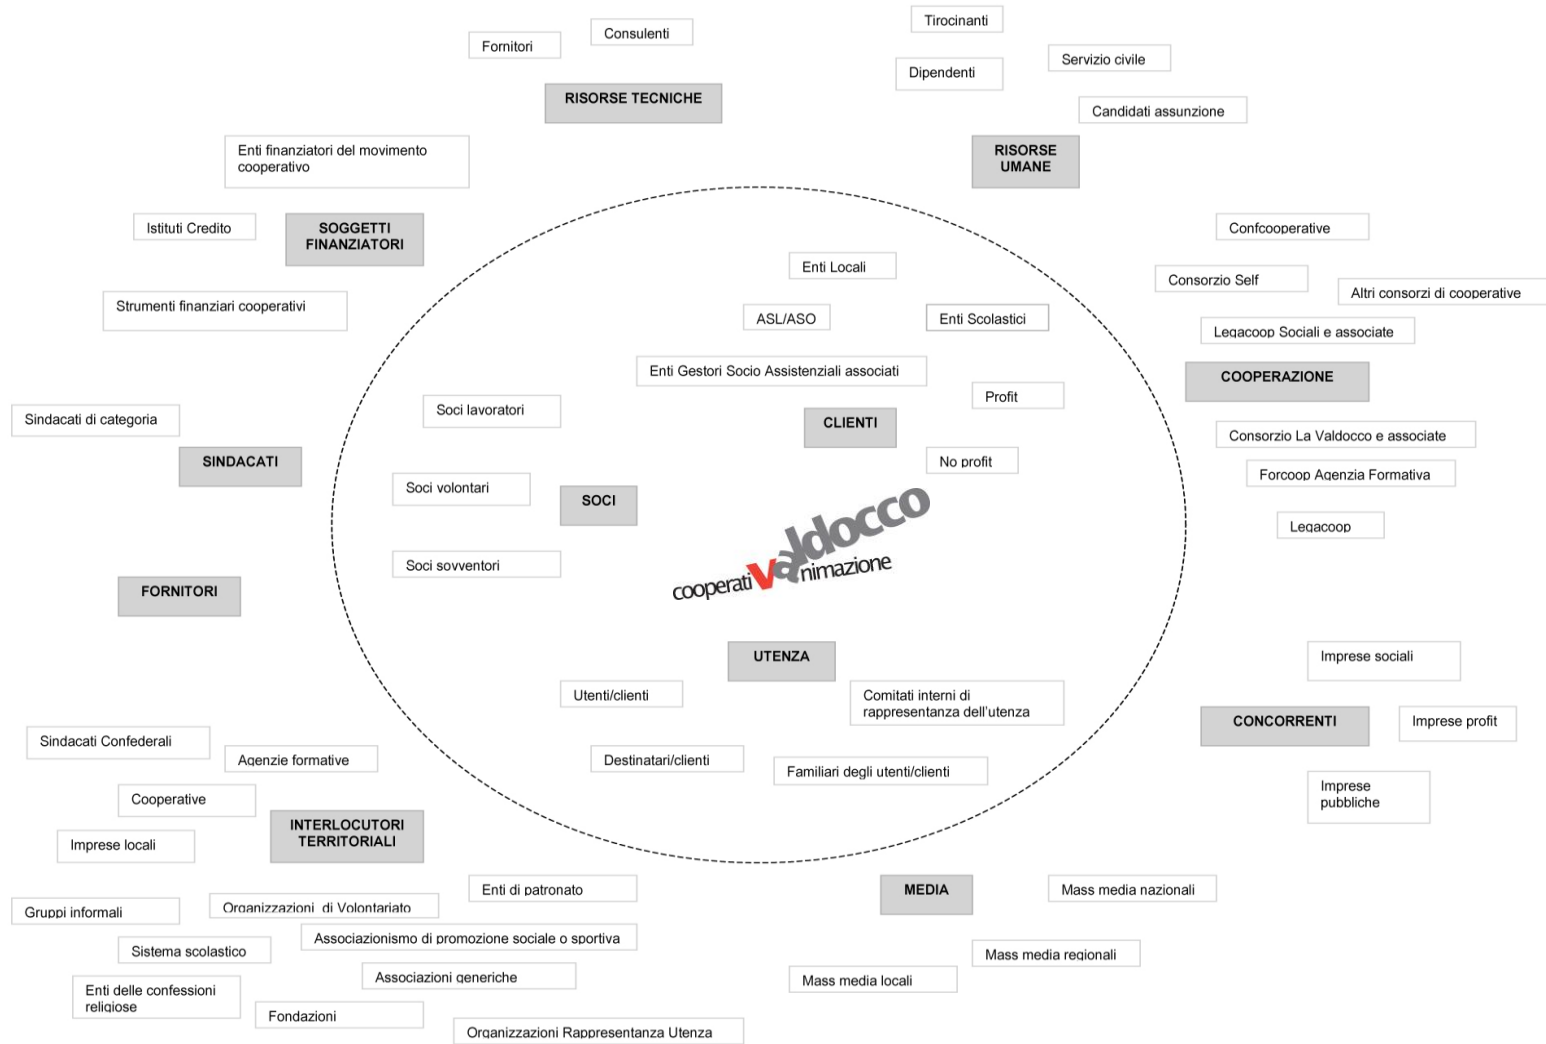 Tirocinanti
Consulenti
Fornitori
Servizio civile
Dipendenti
RISORSE TECNICHE
Candidati assunzione
Enti finanziatori del movimento
cooperativo
RISORSE
UMANE
Istituti Credito
SOGGETTI
FINANZIATORI
Confcooperative
Enti Locali
Consorzio Self
Altri consorzi di cooperative
Strumenti finanziari cooperativi
ASL/ASO
Enti Scolastici
Legacoop Sociali e associate
Enti Gestori Socio Assistenziali associati
COOPERAZIONE
Profit
Soci lavoratori
Sindacati di categoria
CLIENTI
Consorzio La Valdocco e associate
SINDACATI
No profit
Forcoop Agenzia Formativa
Soci volontari
SOCI
Legacoop
Valdocco
cooperativa animazione
Soci sovventori
FORNITORI
UTENZA
Imprese sociali
Utenti/clienti
Comitati interni di
rappresentanza dell'utenza
CONCORRENTI
Imprese profit
Sindacati Confederali
Agenzie formative
Destinatari/clienti
Familiari degli utenti/clienti
Imprese
pubbliche
Cooperative
INTERLOCUTORI
TERRITORIALI
Imprese locali
Enti di patronato
MEDIA
Mass media nazionali
Gruppi informali
Organizzazioni di Volontariato
Associazionismo di promozione sociale o sportiva
Sistema scolastico
Mass media regionali
Associazioni generiche
Mass media locali
Enti delle confessioni
religiose
Fondazioni
Organizzazioni Rappresentanza Utenza